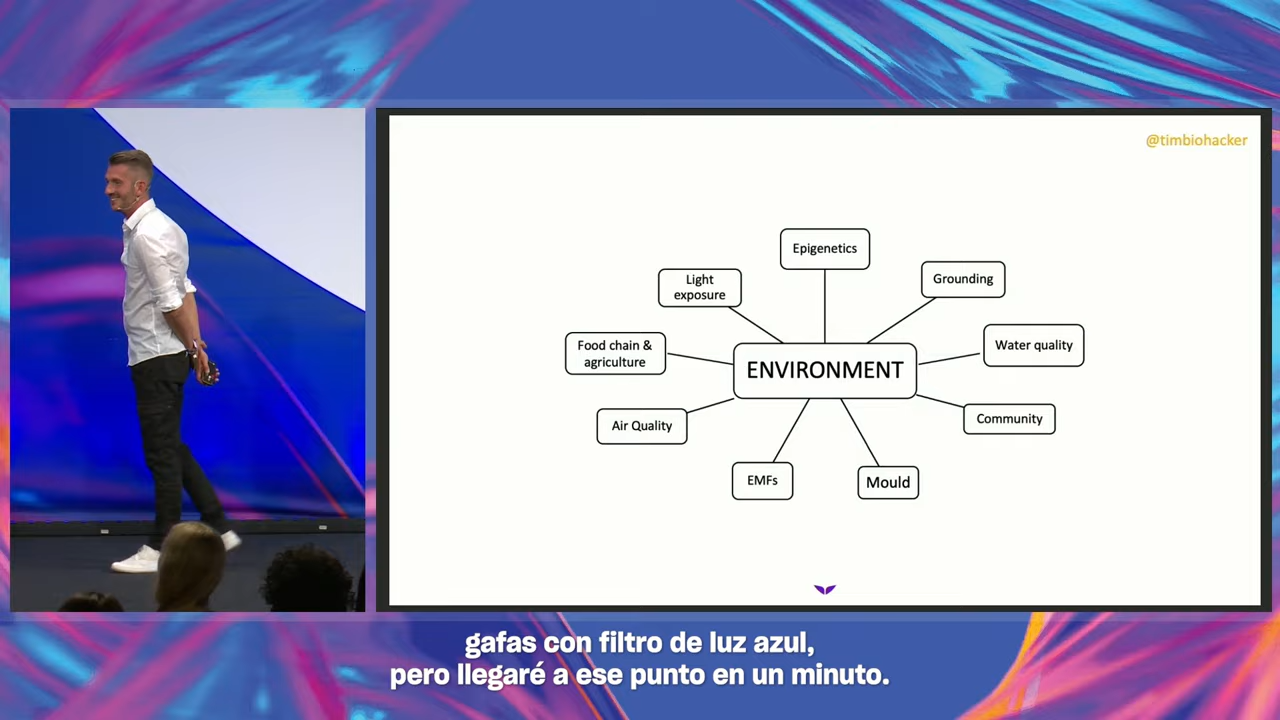 @timbiohacker
Epigenetics
Light
exposure
Grounding
Food chain &
agriculture
Water quality
ENVIRONMENT
Air Quality
Community
EMFs
Mould
gafas con filtro de luz azul,
pero llegaré a ese punto en un minuto.